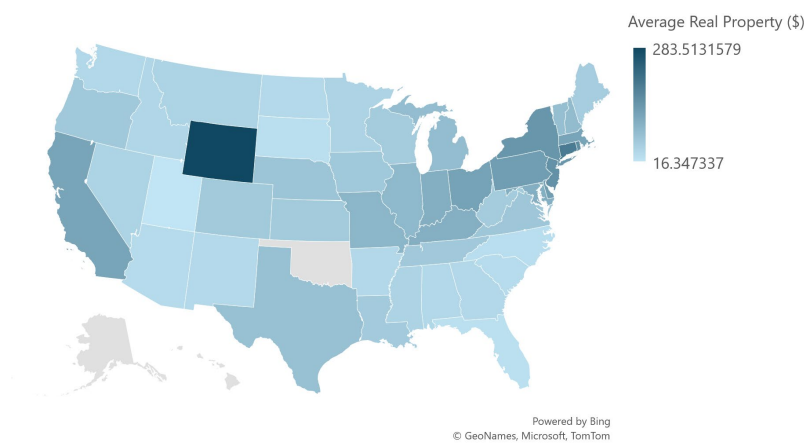 Average Real Property ($)
283.5131579
16.347337
Powered by Bing
© GeoNames, Microsoft, TomTom